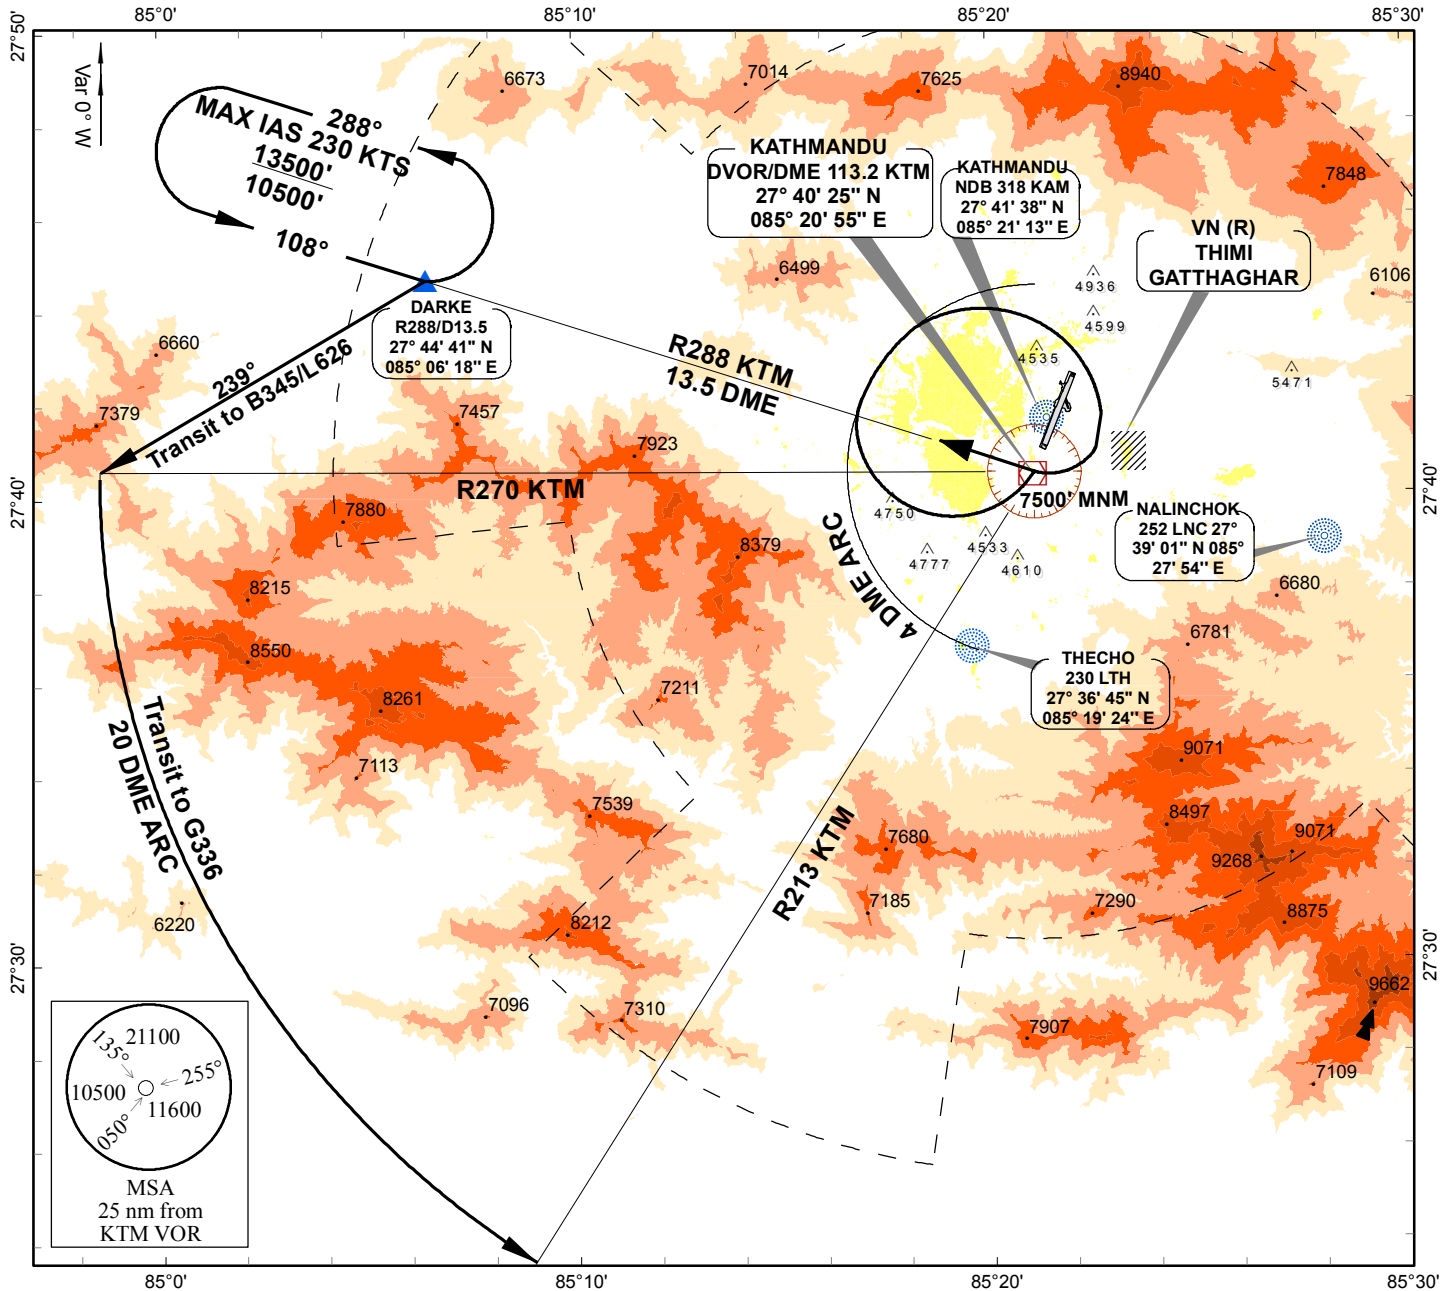 85°0'
85°10'
85°20'
85°30'
27°50'
27°50'
Var 0° W
6673
7014
7625
8940
7848
288°
MAX IAS 230 KTS
13500'
10500'
108°
KATHMANDU
DVOR/DME 113.2 KTM
27° 40' 25" N
085° 20' 55" E
KATHMANDU
NDB 318 KAM
27° 41' 38" N
085° 21' 13" E
VN (R)
THIMI
GATTHAGHAR
6499
4936
4599
4535
6106
5471
DARKE
R288/D13.5
27° 44' 41" N
085° 06' 18" E
6660
239°
Transit to B345/L626
7379
R288 KTM
13.5 DME
7457
7923
R270 KTM
7500' MNM
27°40'
27°40'
7880
4750
4533
4777
4610
8379
4 DME ARC
NALINCHOK
252 LNC 27°
39' 01" N 085°
27' 54" E
6680
8215
6781
8550
THECHO
230 LTH
27° 36' 45" N
085° 19' 24" E
7211
8261
Transit to G336
20 DME ARC
9071
7113
7539
8497
7680
9071
9268
R213 KTM
7185
7290
8875
6220
8212
27°30'
27°30'
9662
7096
7310
7907
7109
21100
135°
255°
10500
11600
050°
MSA
25 nm from
KTM VOR
85°0'
85°10'
85°20'
85°30'